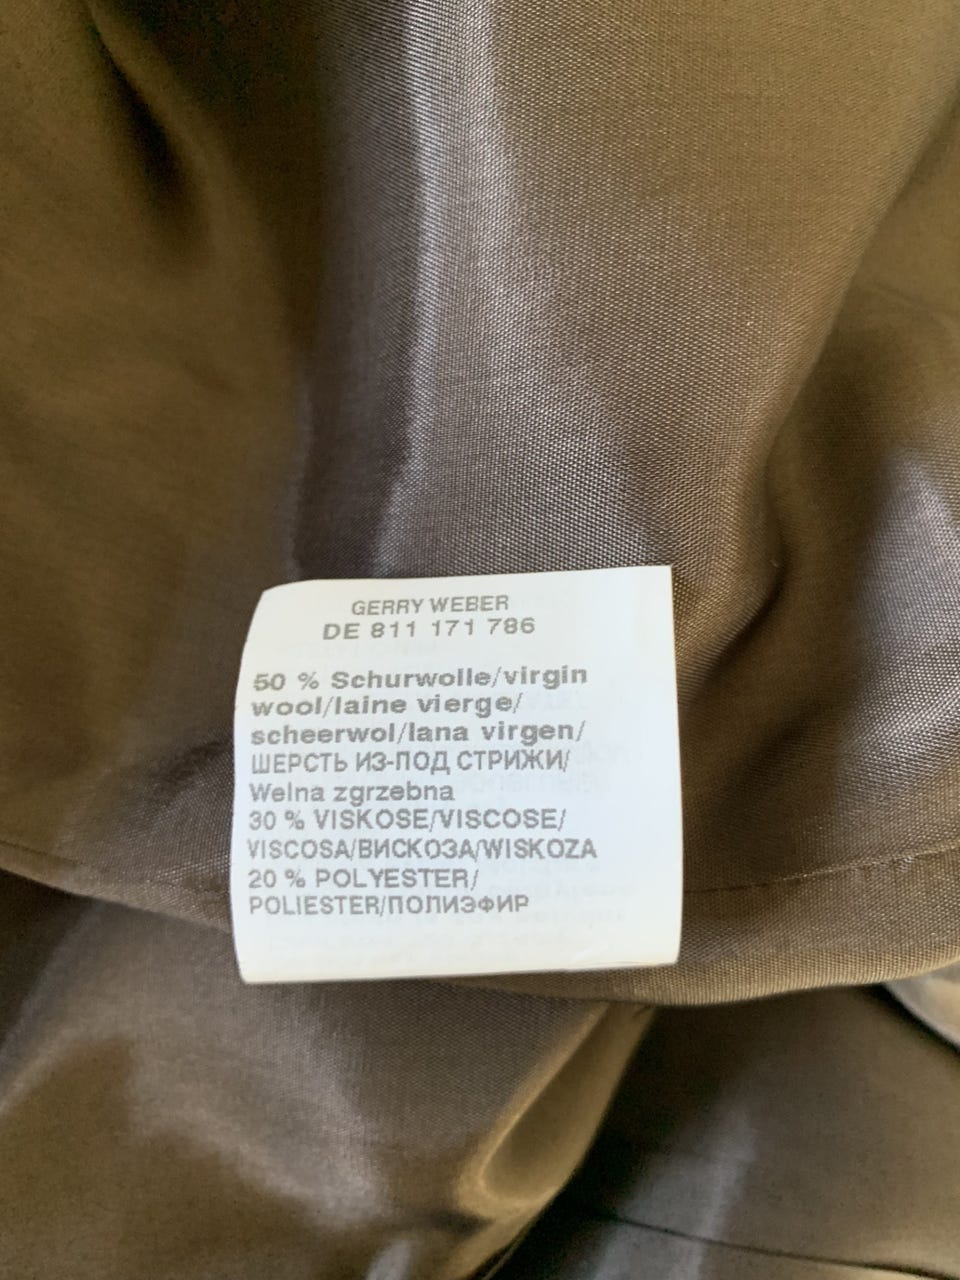 GERRY WEBER
DE 811 171 786
50 % Schurwolle/virgin
wool/laine vierge/
scheerwol/lana virgen/
ШЕРСТЬ ИЗ-ПОД СТРИЖКИ/
Welna zgrzebna
30 % VISKOSE/VISCOSE/
VISCOSA/ВИСКОЗА/WISKOZA
20 % POLYESTER/
POLIESTER/ПОЛИЭФИР